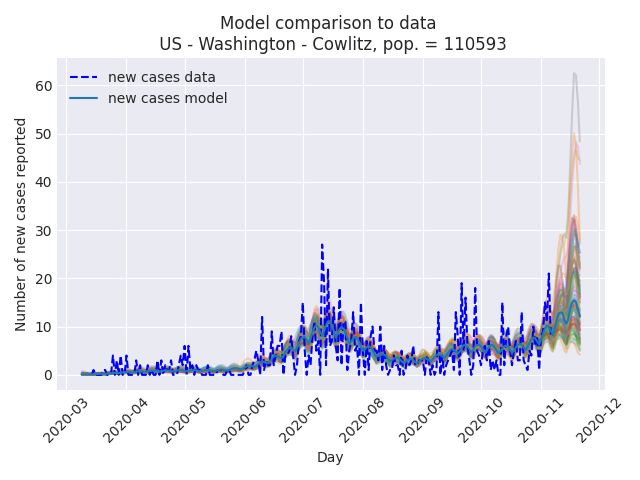 Model comparison to data
US - Washington - Cowlitz, pop. = 110593
new cases data
new cases model
Number of new cases reported
60
50
40
30
20
10
0
2020-03
2020-04
2020-05
2020-06
2020-07
2020-08
2020-09
2020-10
2020-11
2020-12
Day